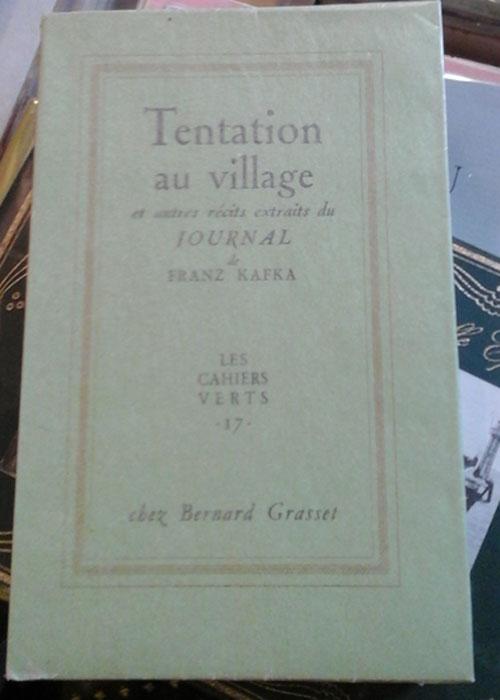 Tentation
au village
et autres récits extraits du
JOURNAL
de
FRANZ KAFKA
LES
CAHIERS
VERTS
·17·
chez Bernard Grasset